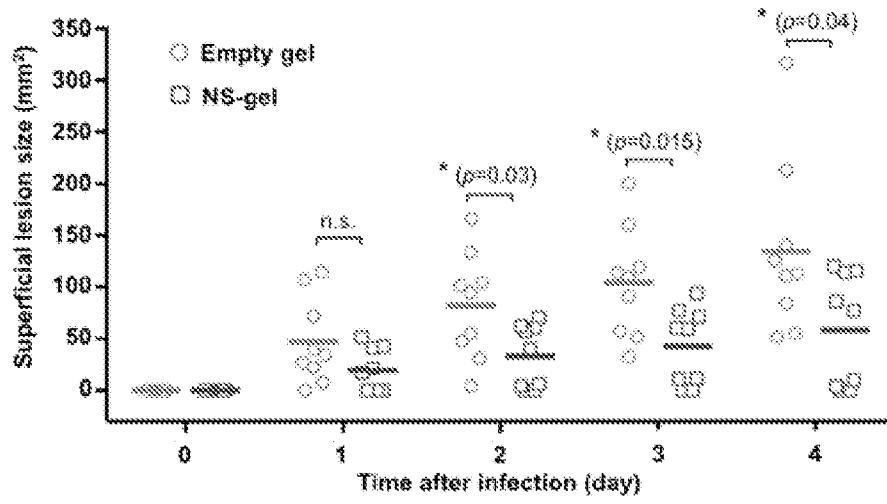 * (p=0.04)
350
Empty gel
300
NS-gel
250
* (p=0.015)
* (p=0.03)
200
n.s.
150
100
50
0
Superficial lesion size (mm²)
0 1 2 3 4
Time after infection (day)